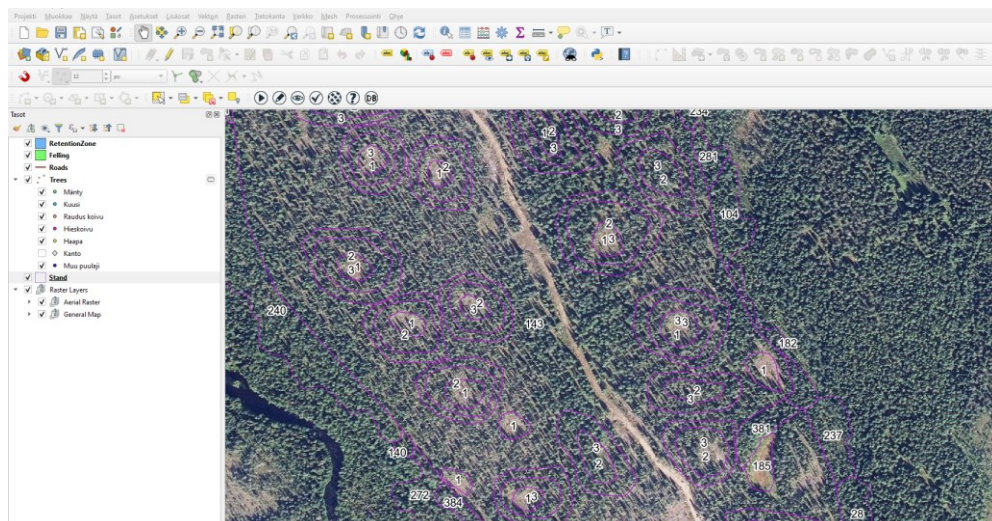 Projekti Muokkaa Näytä Tasot Asetukset Lisäosat Vektori Rasteri Tietokanta Verkko Mesh Processointi Ohje
12 px
DB
Tasot
RetentionZone
Felling
Roads
Trees
Mänty
Kuusi
Raudus koivu
Hieskoivu
Haapa
Kanto
Muu puulaji
Stand
Raster Layers
Aerial Raster
General Map
3 12 3 2 3 234
3 1 2 1 3 2 281
104
2 13
2 31
240 2 3 143 33 1
1 2 182
1
2 1 2 3
1 381 237
3 2 3 2
140 185
272 384 1 13 28